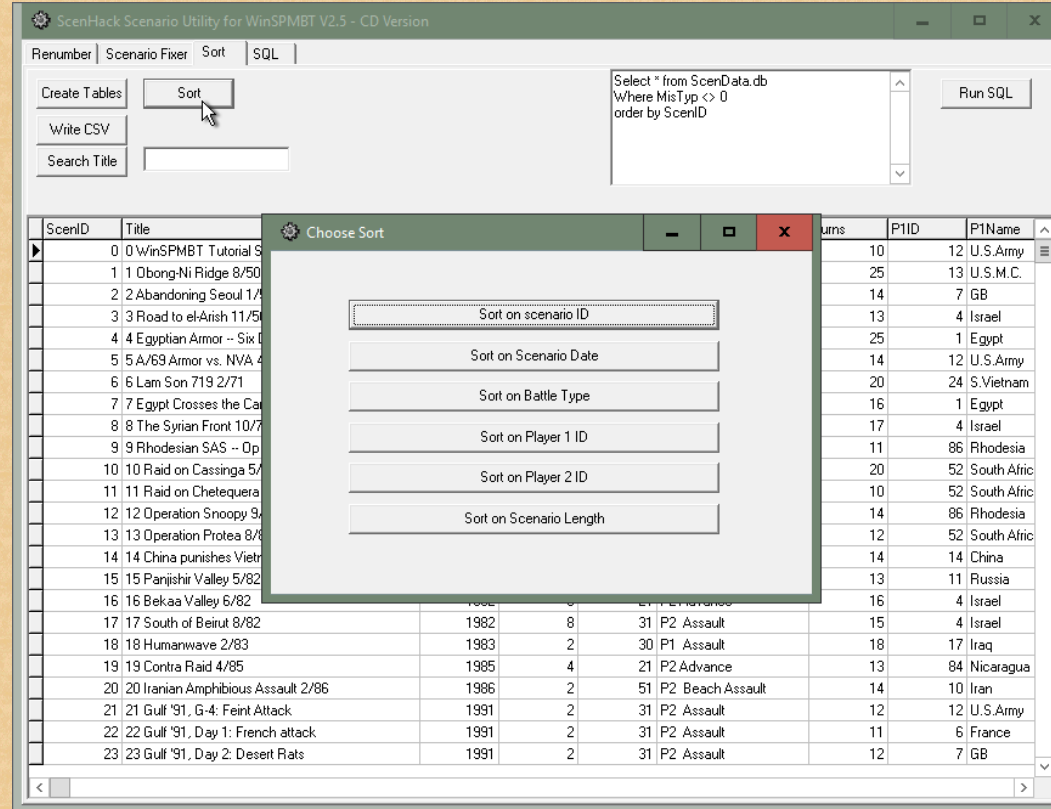 ScenHack Scenario Utility for WinSPMBT V2.5 - CD Version
Renumber Scenario Fixer Sort SQL
Create Tables Sort
Write CSV
Search Title
Select * from ScenData.db
Where MisTyp <> 0
order by ScenID
Run SQL
Choose Sort
Sort on scenario ID
Sort on Scenario Date
Sort on Battle Type
Sort on Player 1 ID
Sort on Player 2 ID
Sort on Scenario Length
ScenID Title urns P1ID P1Name
0 0 WinSPMBT Tutorial S 10 12 U.S.Army
1 1 Obong-Ni Ridge 8/50 25 13 U.S.M.C.
2 2 Abandoning Seoul 1/ 14 7 GB
3 3 Road to el-Arish 11/5 13 4 Israel
4 4 Egyptian Armor -- Six 25 1 Egypt
5 5 A/69 Armor vs. NVA 4 14 12 U.S.Army
6 6 Lam Son 719 2/71 20 24 S.Vietnam
7 7 Egypt Crosses the Ca 16 1 Egypt
8 8 The Syrian Front 10/7 17 4 Israel
9 9 Rhodesian SAS -- Op 11 86 Rhodesia
10 10 Raid on Cassinga 5/ 20 52 South Afric
11 11 Raid on Chetequera 10 52 South Afric
12 12 Operation Snoopy 9 14 86 Rhodesia
13 13 Operation Protea 8/8 12 52 South Afric
14 14 China punishes Vietn 14 14 China
15 15 Panjishir Valley 5/82 13 11 Russia
16 16 Bekaa Valley 6/82 16 4 Israel
17 17 South of Beirut 8/82 1982 8 31 P2 Assault 15 4 Israel
18 18 Humanwave 2/83 1983 2 30 P1 Assault 18 17 Iraq
19 19 Contra Raid 4/85 1985 4 21 P2 Advance 13 84 Nicaragua
20 20 Iranian Amphibious Assault 2/86 1986 2 51 P2 Beach Assault 14 10 Iran
21 21 Gulf '91, G-4: Feint Attack 1991 2 31 P2 Assault 12 12 U.S.Army
22 22 Gulf '91, Day 1: French attack 1991 2 31 P2 Assault 11 6 France
23 23 Gulf '91, Day 2: Desert Rats 1991 2 31 P2 Assault 12 7 GB